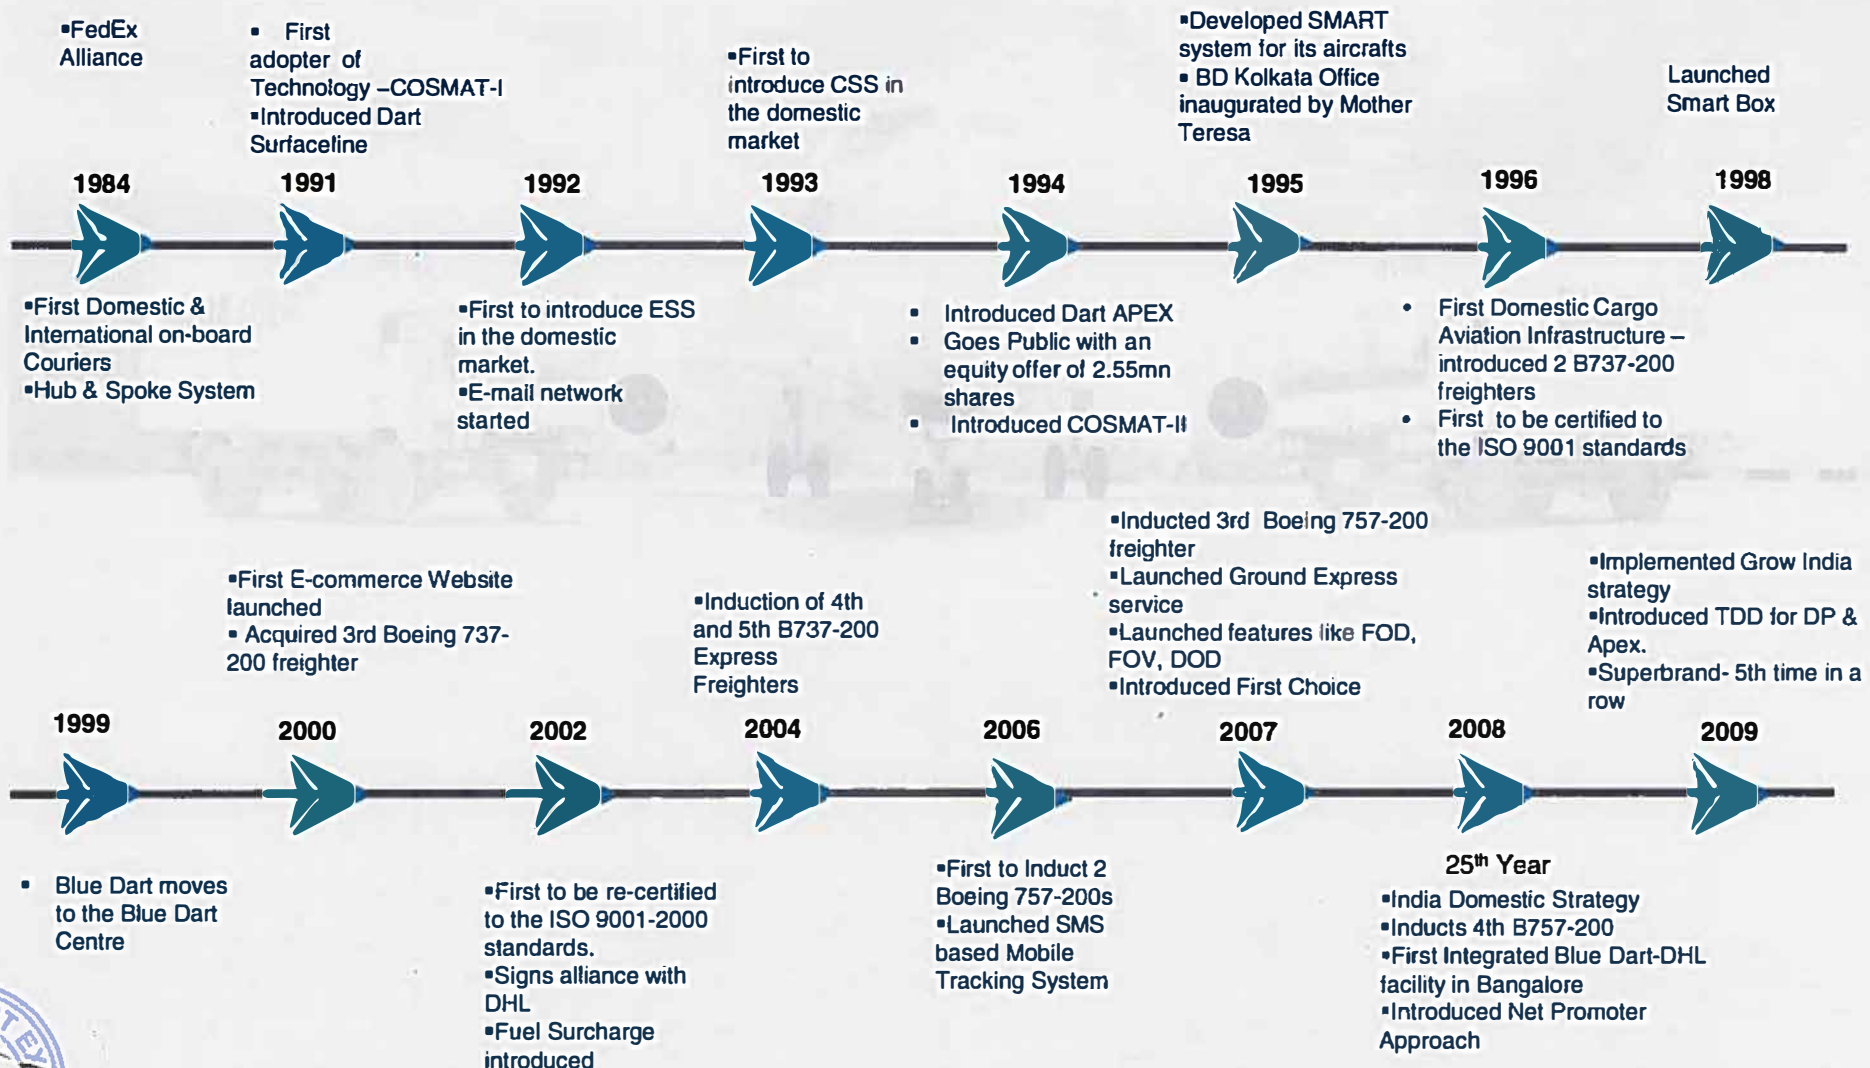 ▪FedEx
Alliance
▪ First
adopter of
Technology –COSMAT-I
▪Introduced Dart
Surfaceline
▪First to
introduce CSS in
the domestic
market
▪Developed SMART
system for its aircrafts
▪ BD Kolkata Office
inaugurated by Mother
Teresa
Launched
Smart Box
1984
1991
1992
1993
1994
1995
1996
1998
▪First Domestic &
International on-board
Couriers
▪Hub & Spoke System
▪First to introduce ESS
in the domestic
market.
▪E-mail network
started
▪ Introduced Dart APEX
▪ Goes Public with an
equity offer of 2.55mn
shares
▪ Introduced COSMAT-II
• First Domestic Cargo
Aviation Infrastructure –
introduced 2 B737-200
freighters
• First to be certified to
the ISO 9001 standards
▪First E-commerce Website
launched
▪ Acquired 3rd Boeing 737-
200 freighter
▪Induction of 4th
and 5th B737-200
Express
Freighters
▪Inducted 3rd Boeing 757-200
freighter
▪Launched Ground Express
service
▪Launched features like FOD,
FOV, DOD
▪Introduced First Choice
▪Implemented Grow India
strategy
▪Introduced TDD for DP &
Apex.
▪Superbrand- 5th time in a
row
1999
2000
2002
2004
2006
2007
2008
2009
▪ Blue Dart moves
to the Blue Dart
Centre
▪First to be re-certified
to the ISO 9001-2000
standards.
▪Signs alliance with
DHL
▪Fuel Surcharge
introduced
▪First to Induct 2
Boeing 757-200s
▪Launched SMS
based Mobile
Tracking System
25th Year
▪India Domestic Strategy
▪Inducts 4th B757-200
▪First Integrated Blue Dart-DHL
facility in Bangalore
▪Introduced Net Promoter
Approach